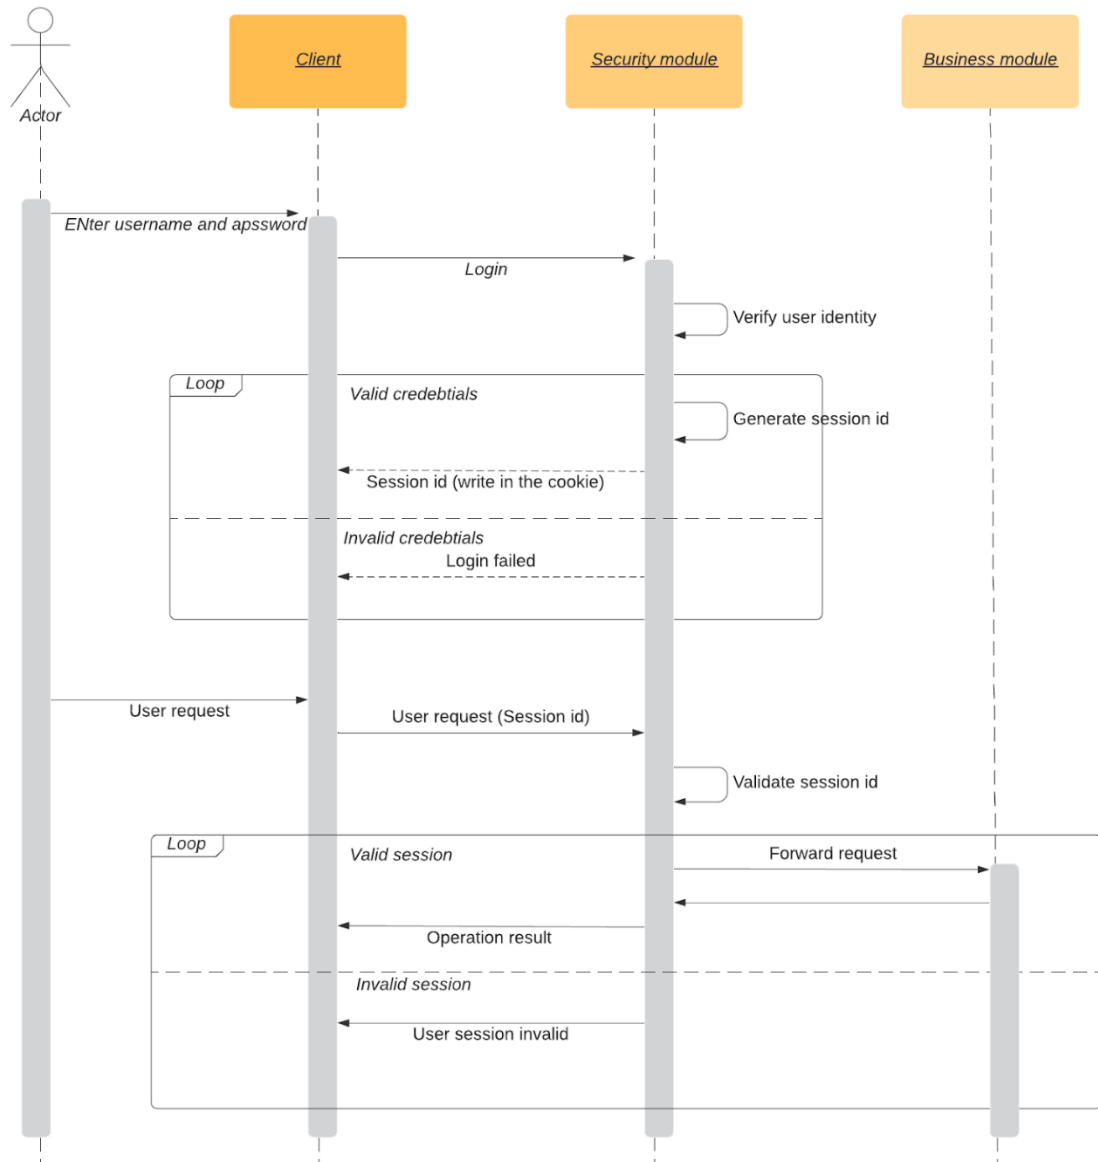 Actor
Client
Security module
Business module
ENter username and apssword
Login
Verify user identity
Loop
Valid credebtials
Generate session id
Session id (write in the cookie)
Invalid credebtials
Login failed
User request
User request (Session id)
Validate session id
Loop
Valid session
Forward request
Operation result
Invalid session
User session invalid